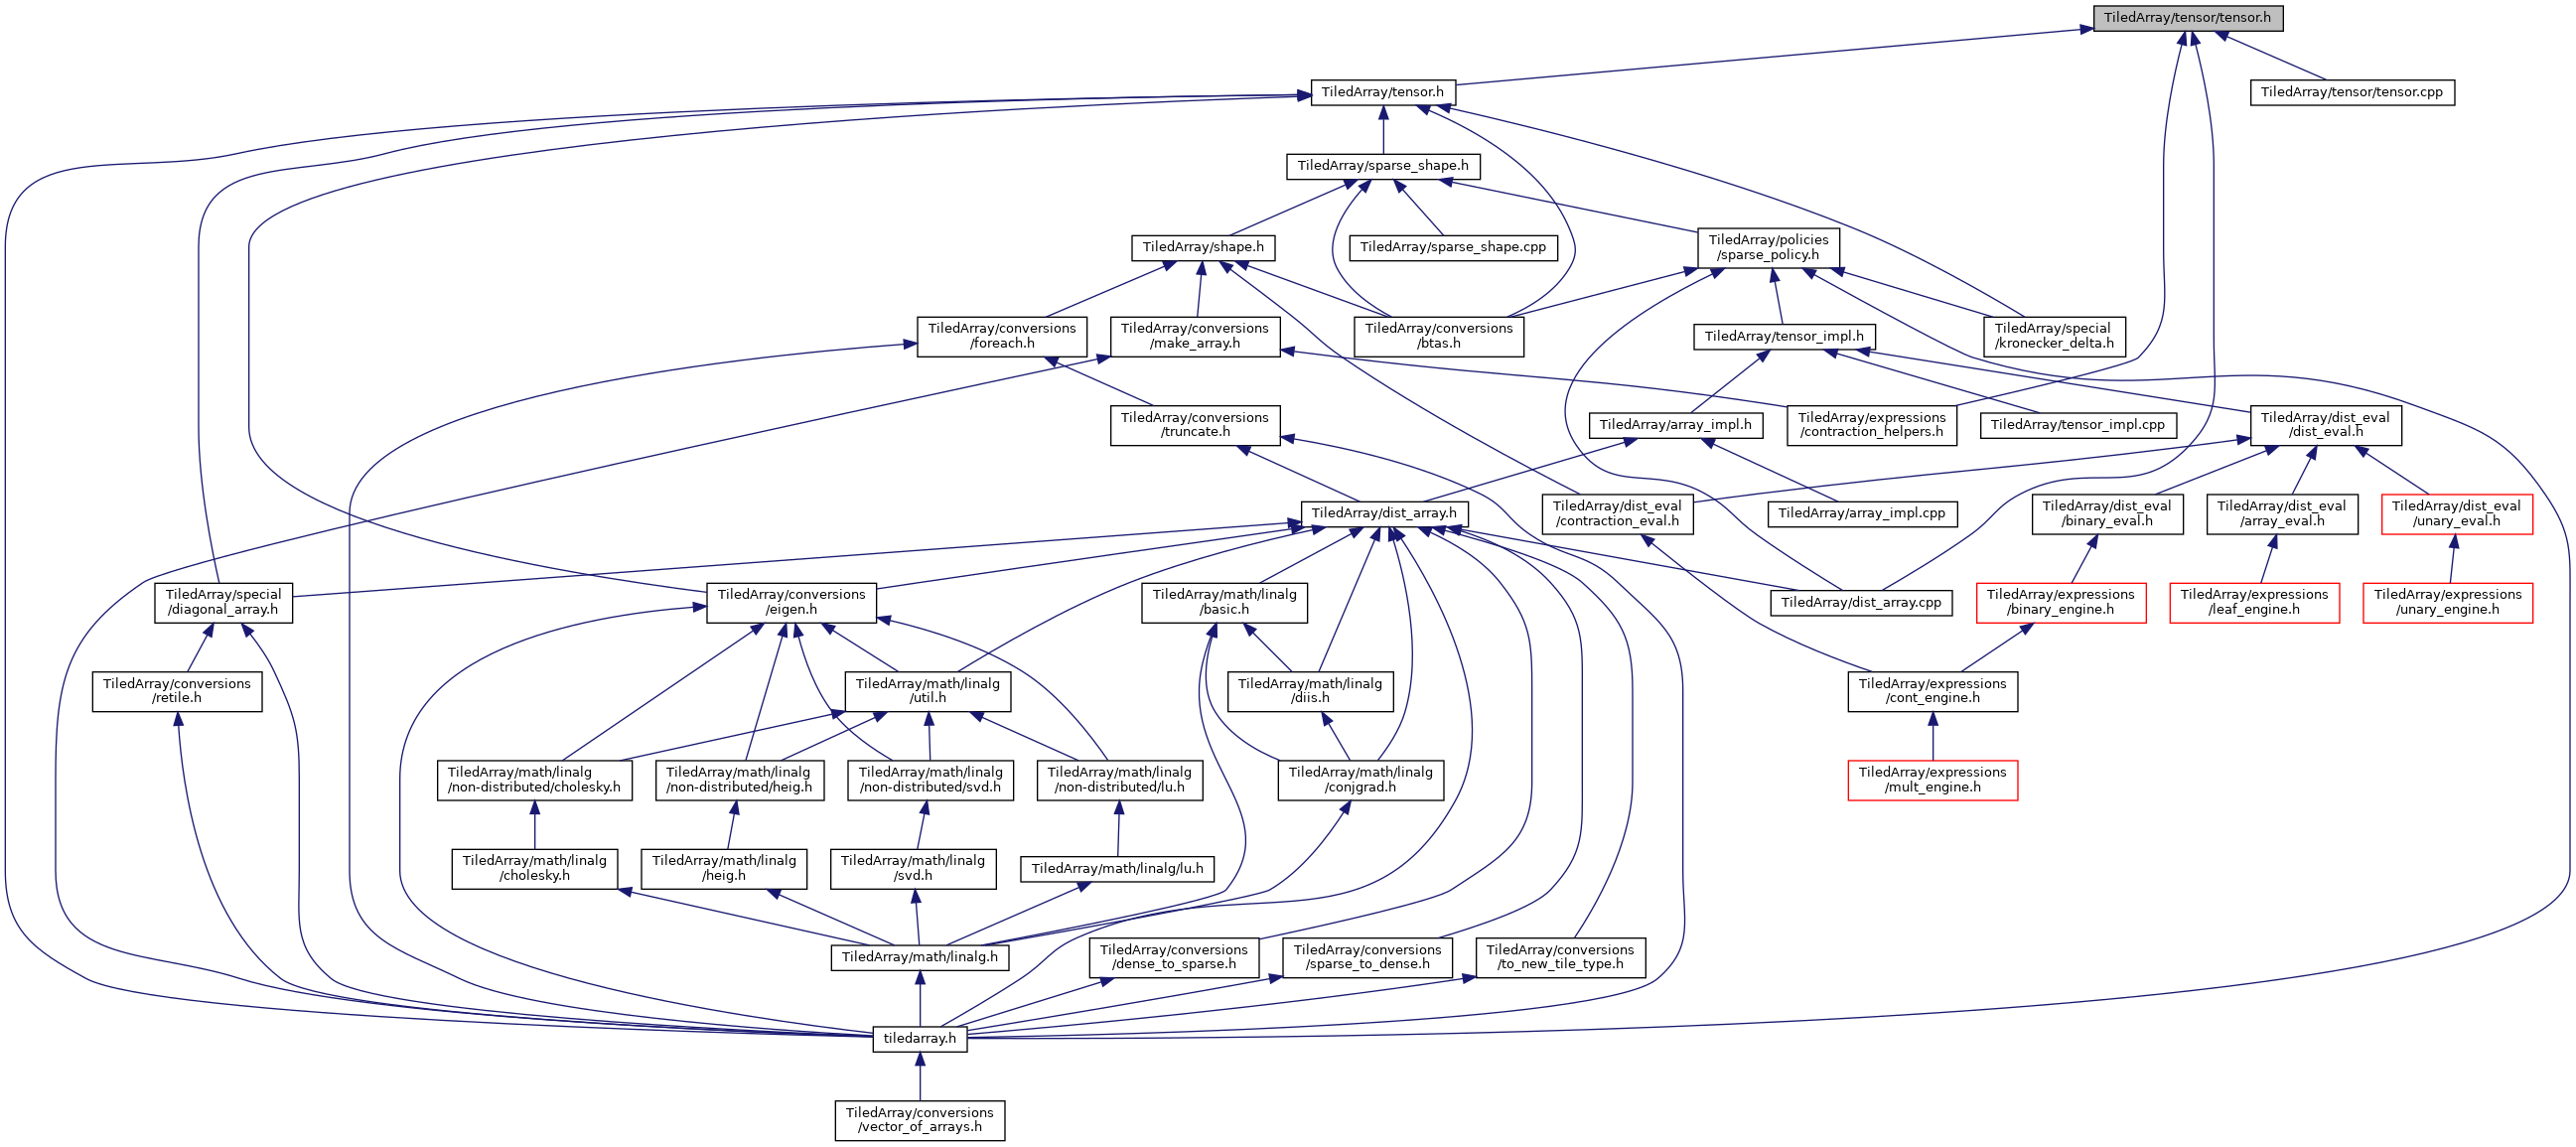 TiledArray/tensor/tensor.h
TiledArray/tensor.h
TiledArray/tensor/tensor.cpp
TiledArray/sparse_shape.h
TiledArray/shape.h
TiledArray/sparse_shape.cpp
TiledArray/policies
/sparse_policy.h
TiledArray/conversions
/foreach.h
TiledArray/conversions
/make_array.h
TiledArray/conversions
/btas.h
TiledArray/tensor_impl.h
TiledArray/special
/kronecker_delta.h
TiledArray/conversions
/truncate.h
TiledArray/array_impl.h
TiledArray/expressions
/contraction_helpers.h
TiledArray/tensor_impl.cpp
TiledArray/dist_eval
/dist_eval.h
TiledArray/dist_array.h
TiledArray/dist_eval
/contraction_eval.h
TiledArray/array_impl.cpp
TiledArray/dist_eval
/binary_eval.h
TiledArray/dist_eval
/array_eval.h
TiledArray/dist_eval
/unary_eval.h
TiledArray/special
/diagonal_array.h
TiledArray/conversions
/eigen.h
TiledArray/math/linalg
/basic.h
TiledArray/dist_array.cpp
TiledArray/expressions
/binary_engine.h
TiledArray/expressions
/leaf_engine.h
TiledArray/expressions
/unary_engine.h
TiledArray/conversions
/retile.h
TiledArray/math/linalg
/util.h
TiledArray/math/linalg
/diis.h
TiledArray/expressions
/cont_engine.h
TiledArray/math/linalg
/non-distributed/cholesky.h
TiledArray/math/linalg
/non-distributed/heig.h
TiledArray/math/linalg
/non-distributed/svd.h
TiledArray/math/linalg
/non-distributed/lu.h
TiledArray/math/linalg
/conjgrad.h
TiledArray/expressions
/mult_engine.h
TiledArray/math/linalg
/cholesky.h
TiledArray/math/linalg
/heig.h
TiledArray/math/linalg
/svd.h
TiledArray/math/linalg/lu.h
TiledArray/math/linalg.h
TiledArray/conversions
/dense_to_sparse.h
TiledArray/conversions
/sparse_to_dense.h
TiledArray/conversions
/to_new_tile_type.h
tiledarray.h
TiledArray/conversions
/vector_of_arrays.h